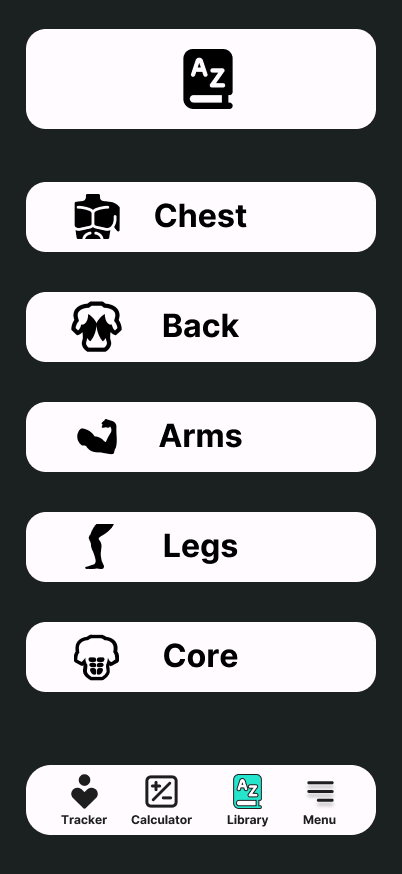 AZ
Chest
Back
Arms
Legs
Core
AZ
Tracker Calculator Library Menu